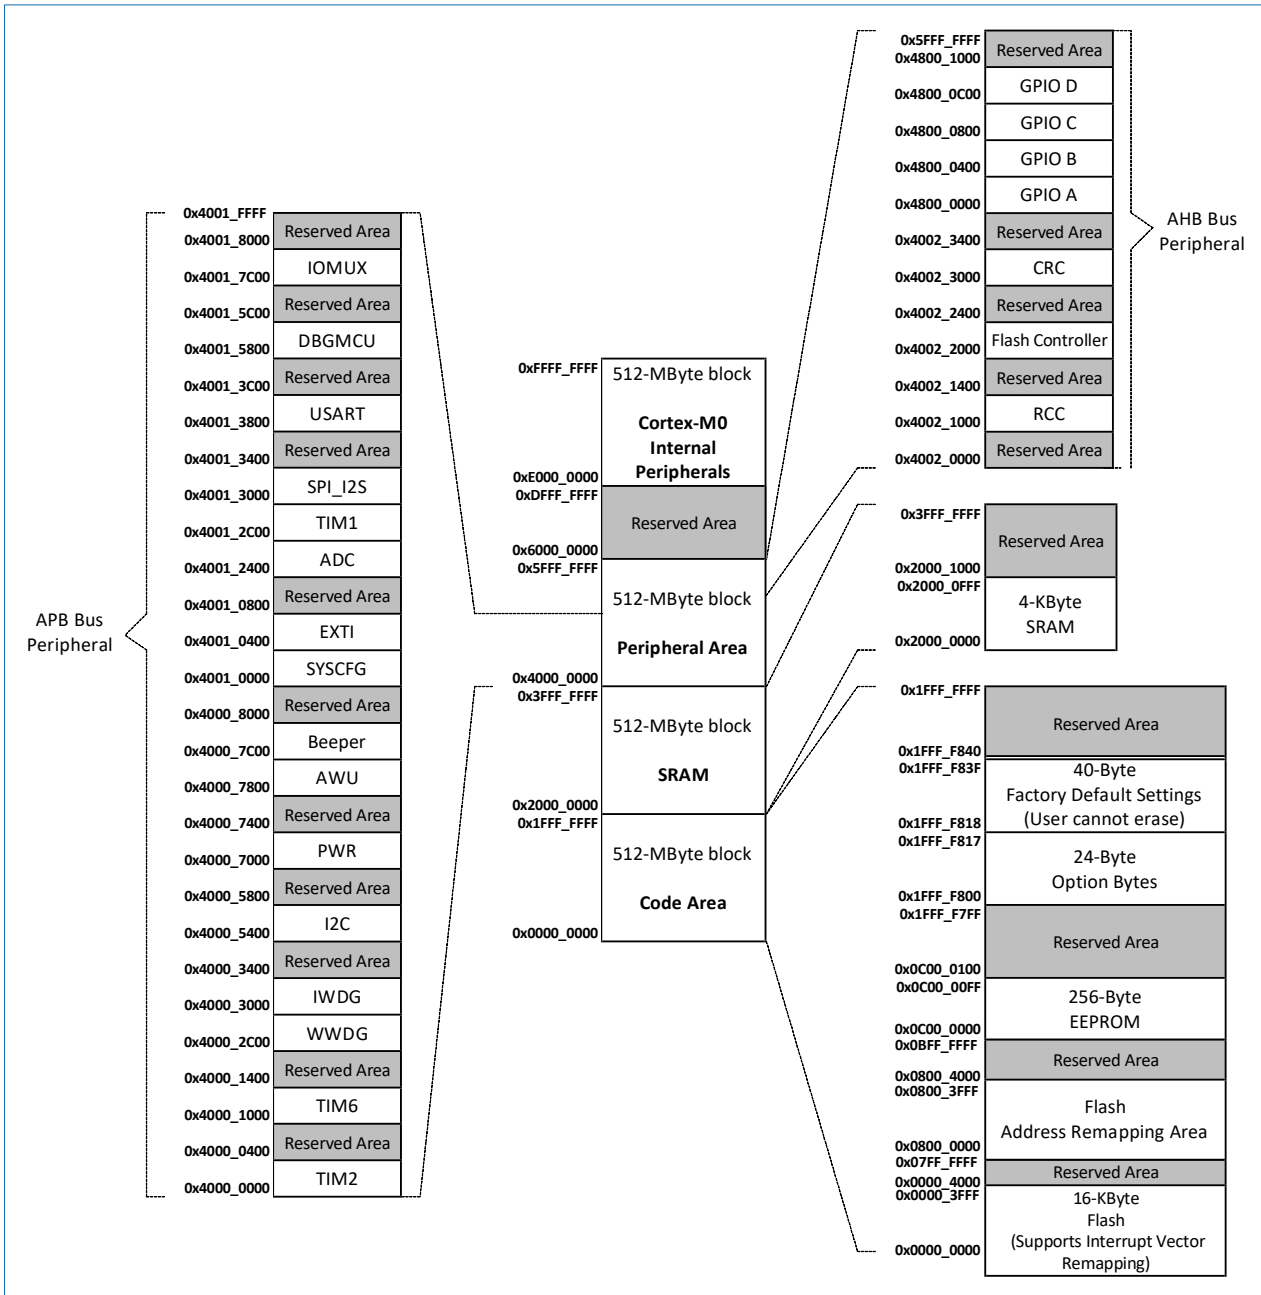 0x4001_FFFF
Reserved Area
0x4001_8000
IOMUX
0x4001_7C00
Reserved Area
0x4001_5C00
DBGMCU
0x4001_5800
Reserved Area
0x4001_3C00
USART
0x4001_3800
Reserved Area
0x4001_3400
SPI_I2S
0x4001_3000
TIM1
0x4001_2C00
ADC
0x4001_2400
Reserved Area
0x4001_0800
EXTI
0x4001_0400
SYSCFG
0x4001_0000
Reserved Area
0x4000_8000
Beeper
0x4000_7C00
AWU
0x4000_7800
Reserved Area
0x4000_7400
PWR
0x4000_7000
Reserved Area
0x4000_5800
I2C
0x4000_5400
Reserved Area
0x4000_3400
IWDG
0x4000_3000
WWDG
0x4000_2C00
Reserved Area
0x4000_1400
TIM6
0x4000_1000
Reserved Area
0x4000_0400
TIM2
0x4000_0000
APB Bus
Peripheral
0xFFFF_FFFF
512-MByte block
Cortex-M0
Internal
Peripherals
0xE000_0000
0xDFFF_FFFF
Reserved Area
0x6000_0000
0x5FFF_FFFF
512-MByte block
Peripheral Area
0x4000_0000
0x3FFF_FFFF
512-MByte block
SRAM
0x2000_0000
0x1FFF_FFFF
512-MByte block
Code Area
0x0000_0000
0x5FFF_FFFF
Reserved Area
0x4800_1000
GPIO D
0x4800_0C00
GPIO C
0x4800_0800
GPIO B
0x4800_0400
GPIO A
0x4800_0000
Reserved Area
0x4002_3400
CRC
0x4002_3000
Reserved Area
0x4002_2400
Flash Controller
0x4002_2000
Reserved Area
0x4002_1400
RCC
0x4002_1000
Reserved Area
0x4002_0000
AHB Bus
Peripheral
0x3FFF_FFFF
Reserved Area
0x2000_1000
0x2000_0FFF
4-KByte
SRAM
0x2000_0000
0x1FFF_FFFF
Reserved Area
0x1FFF_F840
0x1FFF_F83F
40-Byte
Factory Default Settings
(User cannot erase)
0x1FFF_F818
0x1FFF_F817
24-Byte
Option Bytes
0x1FFF_F800
0x1FFF_F7FF
Reserved Area
0x0C00_0100
0x0C00_00FF
256-Byte
EEPROM
0x0C00_0000
0x0BFF_FFFF
Reserved Area
0x0800_4000
0x0800_3FFF
Flash
Address Remapping Area
0x0800_0000
0x07FF_FFFF
Reserved Area
0x0000_4000
0x0000_3FFF
16-KByte
Flash
(Supports Interrupt Vector
Remapping)
0x0000_0000